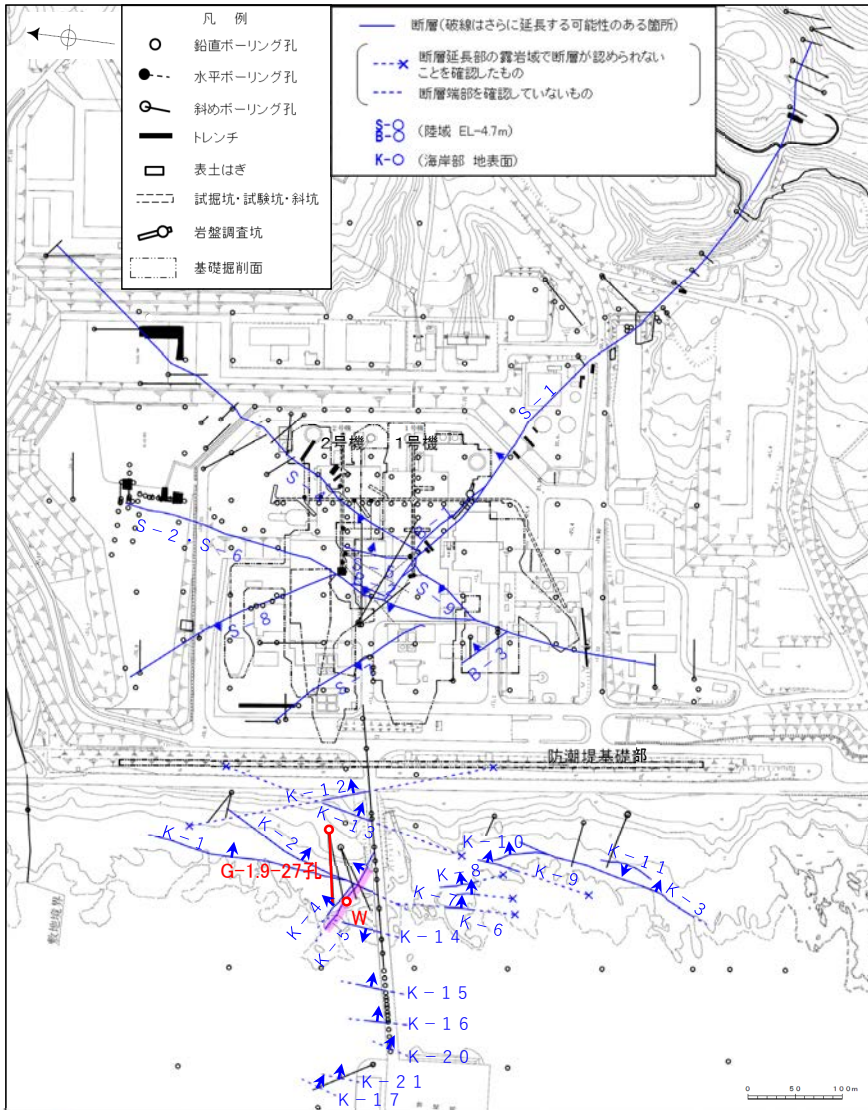 凡 例
鉛直ボーリング孔
水平ボーリング孔
斜めボーリング孔
トレンチ
表土はぎ
試掘坑・試験坑・斜坑
岩盤調査坑
基礎掘削面
断層(破線はさらに延長する可能性のある箇所)
断層延長部の露岩域で断層が認められない
ことを確認したもの
断層端部を確認していないもの
S-○
B-○
(陸域 EL-4.7m)
K-○
(海岸部 地表面)
S-1
2号機
1号機
S-2・S-6
S-9
S-8
B-3
防潮堤基礎部
K-12
K-13
K-1
K-2
K-10
K-11
K-8
K-9
K-7
K-3
K-6
G-1.9-27孔
W
K-4
K-5
K-14
K-15
K-16
K-20
K-21
K-17
敷地境界
0 50 100m